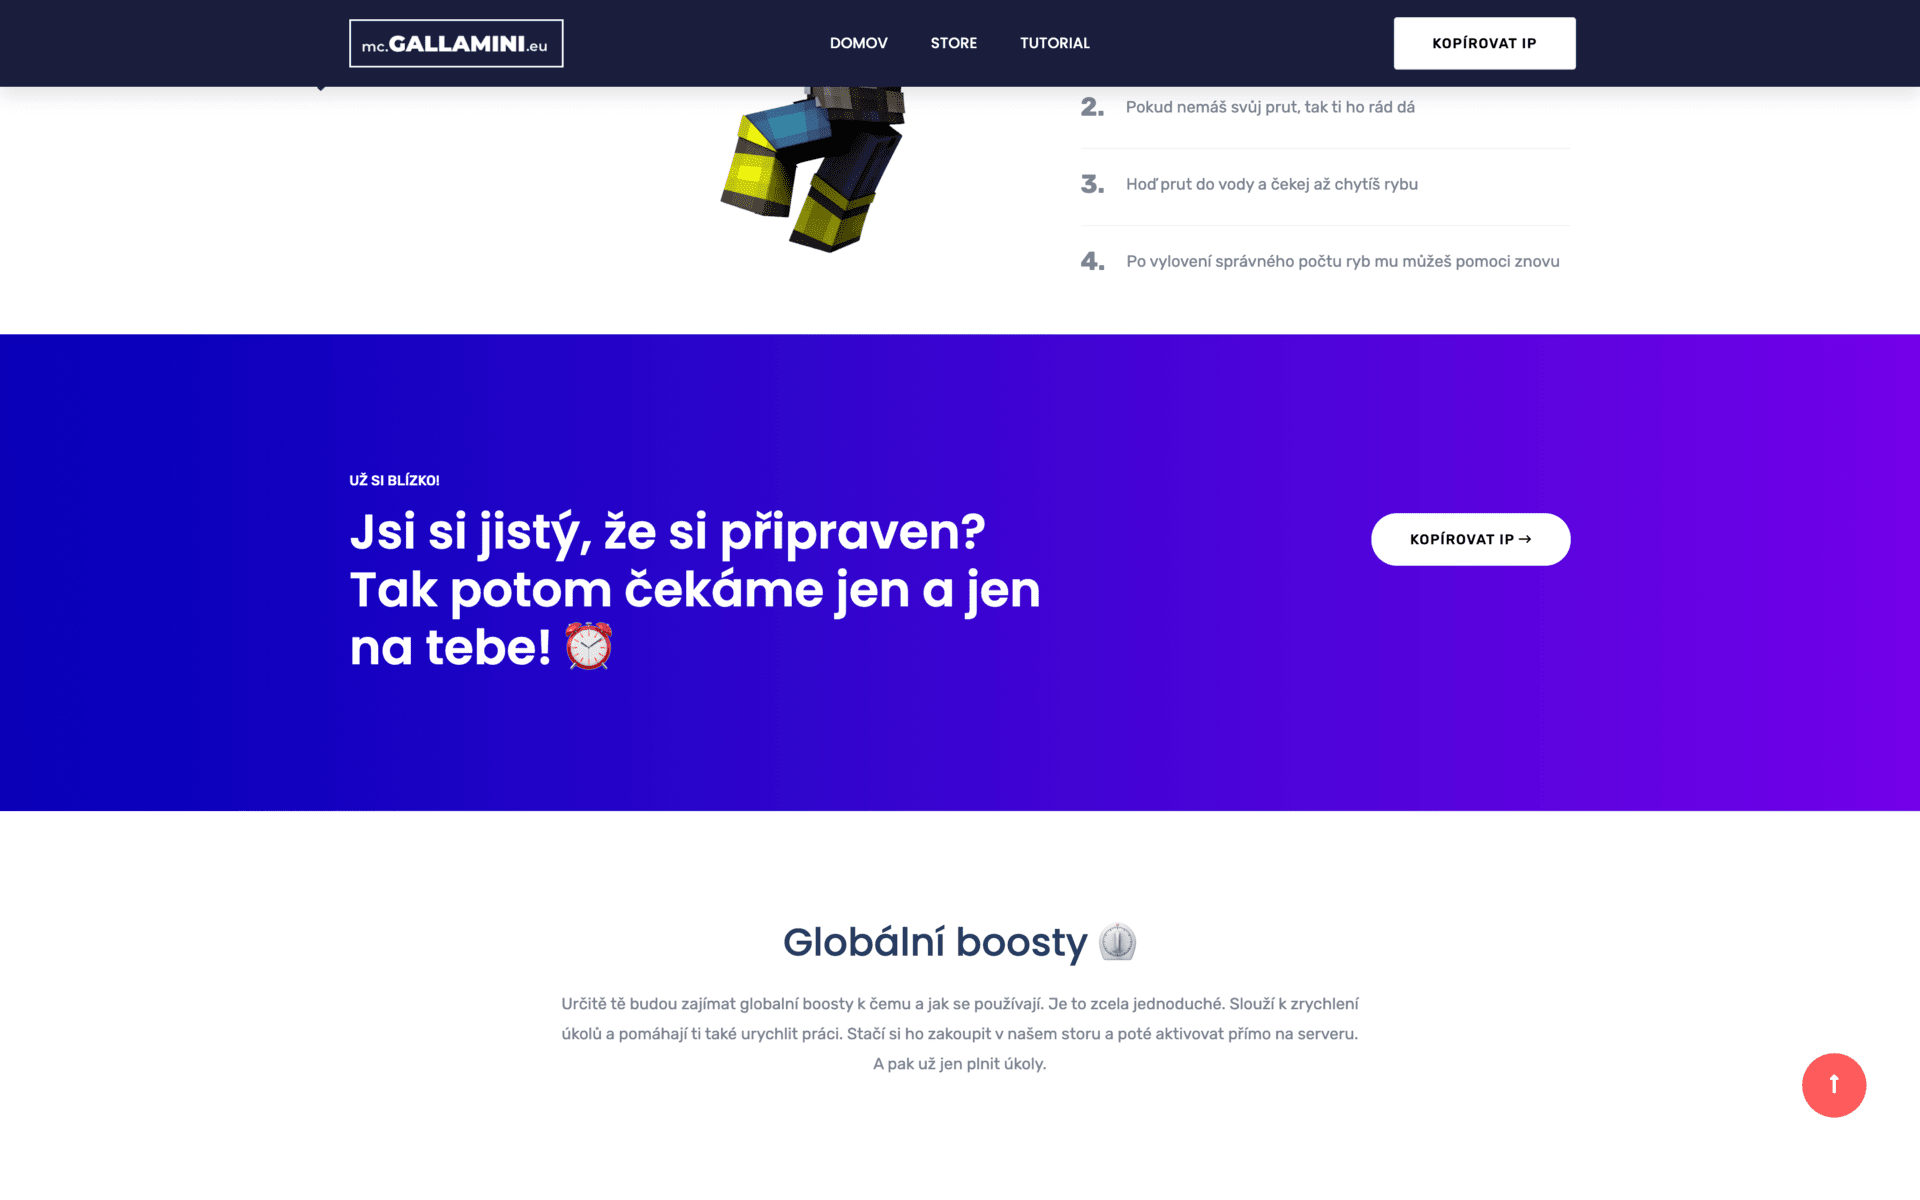 mc.GALLAMINI.eu
DOMOV
STORE
TUTORIAL
KOPÍROVAT IP
2. Pokud nemáš svůj prut, tak ti ho rád dá
3. Hoď prut do vody a čekej až chytíš rybu
4. Po vylovení správného počtu ryb mu můžeš pomoci znovu
UŽ SI BLÍZKO!
Jsi si jistý, že si připraven?
Tak potom čekáme jen a jen
na tebe! ⏰
KOPÍROVAT IP →
Globální boosty ⏲️
Určitě tě budou zajímat globalní boosty k čemu a jak se používají. Je to zcela jednoduché. Slouží k zrychlení
úkolů a pomáhají ti také urychlit práci. Stačí si ho zakoupit v našem storu a poté aktivovat přímo na serveru.
A pak už jen plnit úkoly.